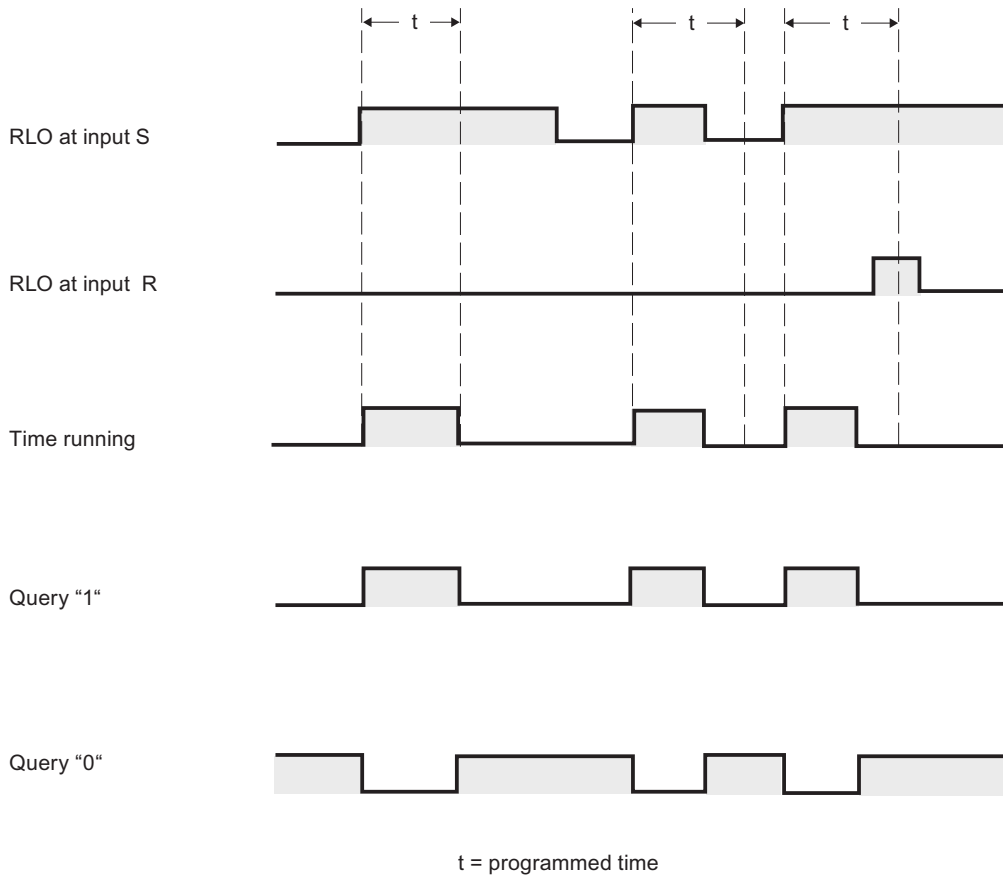 t t t
RLO at input S
RLO at input R
Time running
Query “1“
Query “0“
t = programmed time